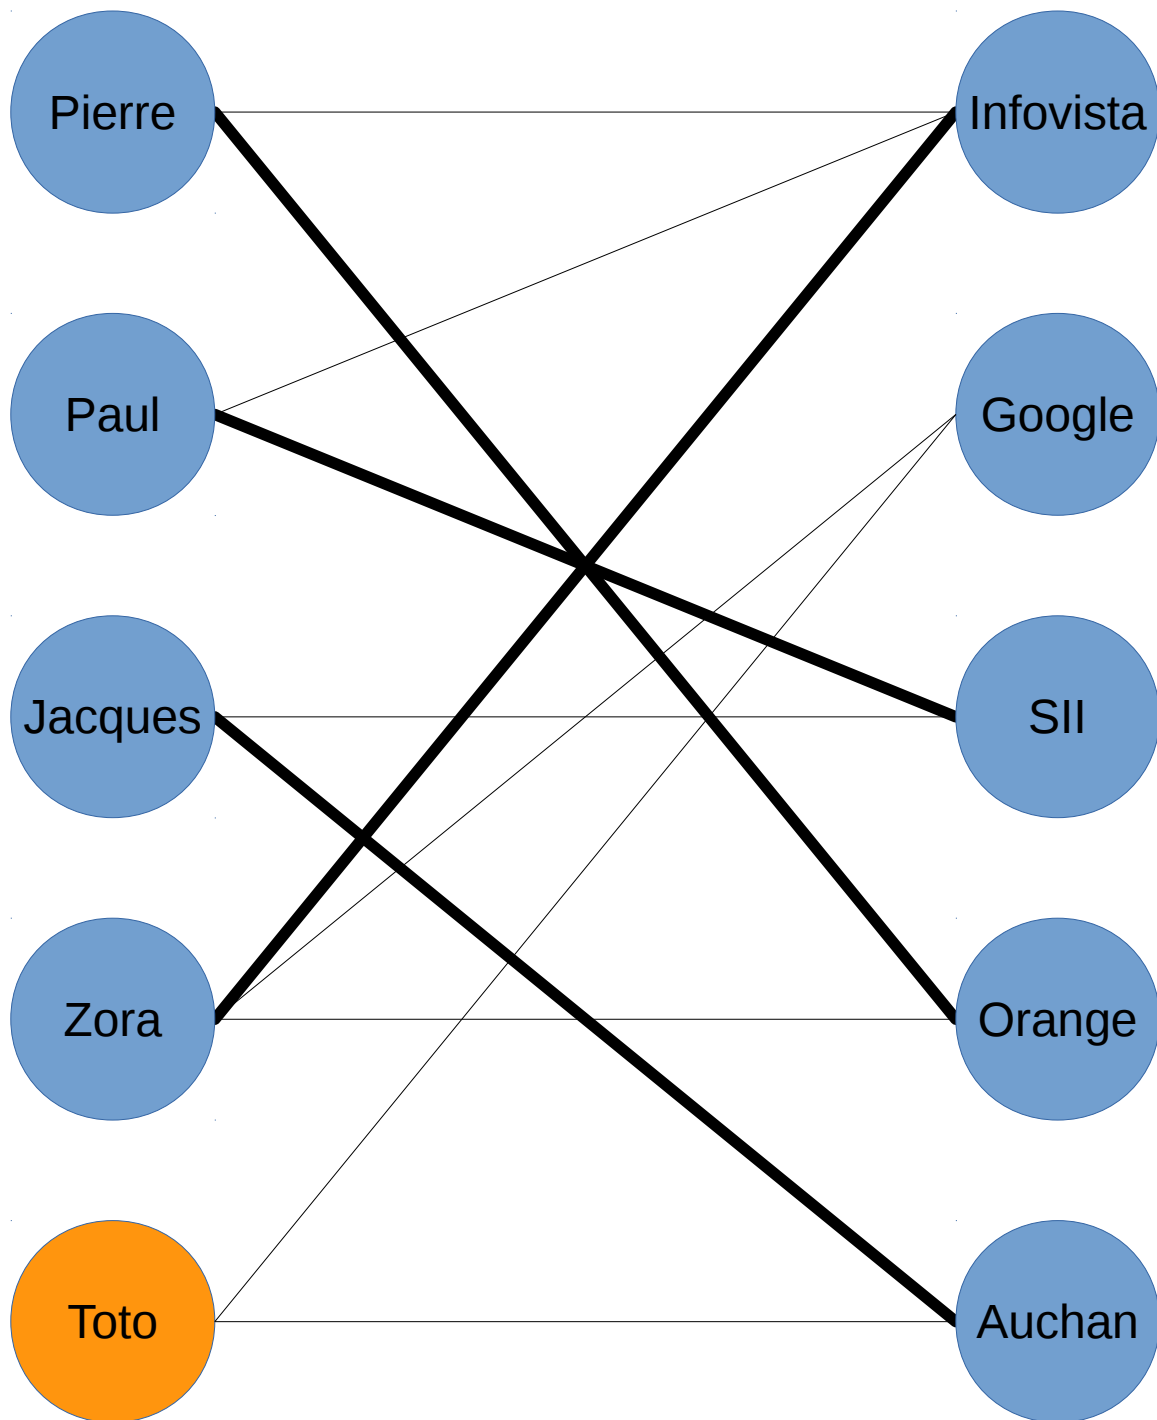 Pierre
Infovista
Paul
Google
Jacques
SII
Zora
Orange
Toto
Auchan